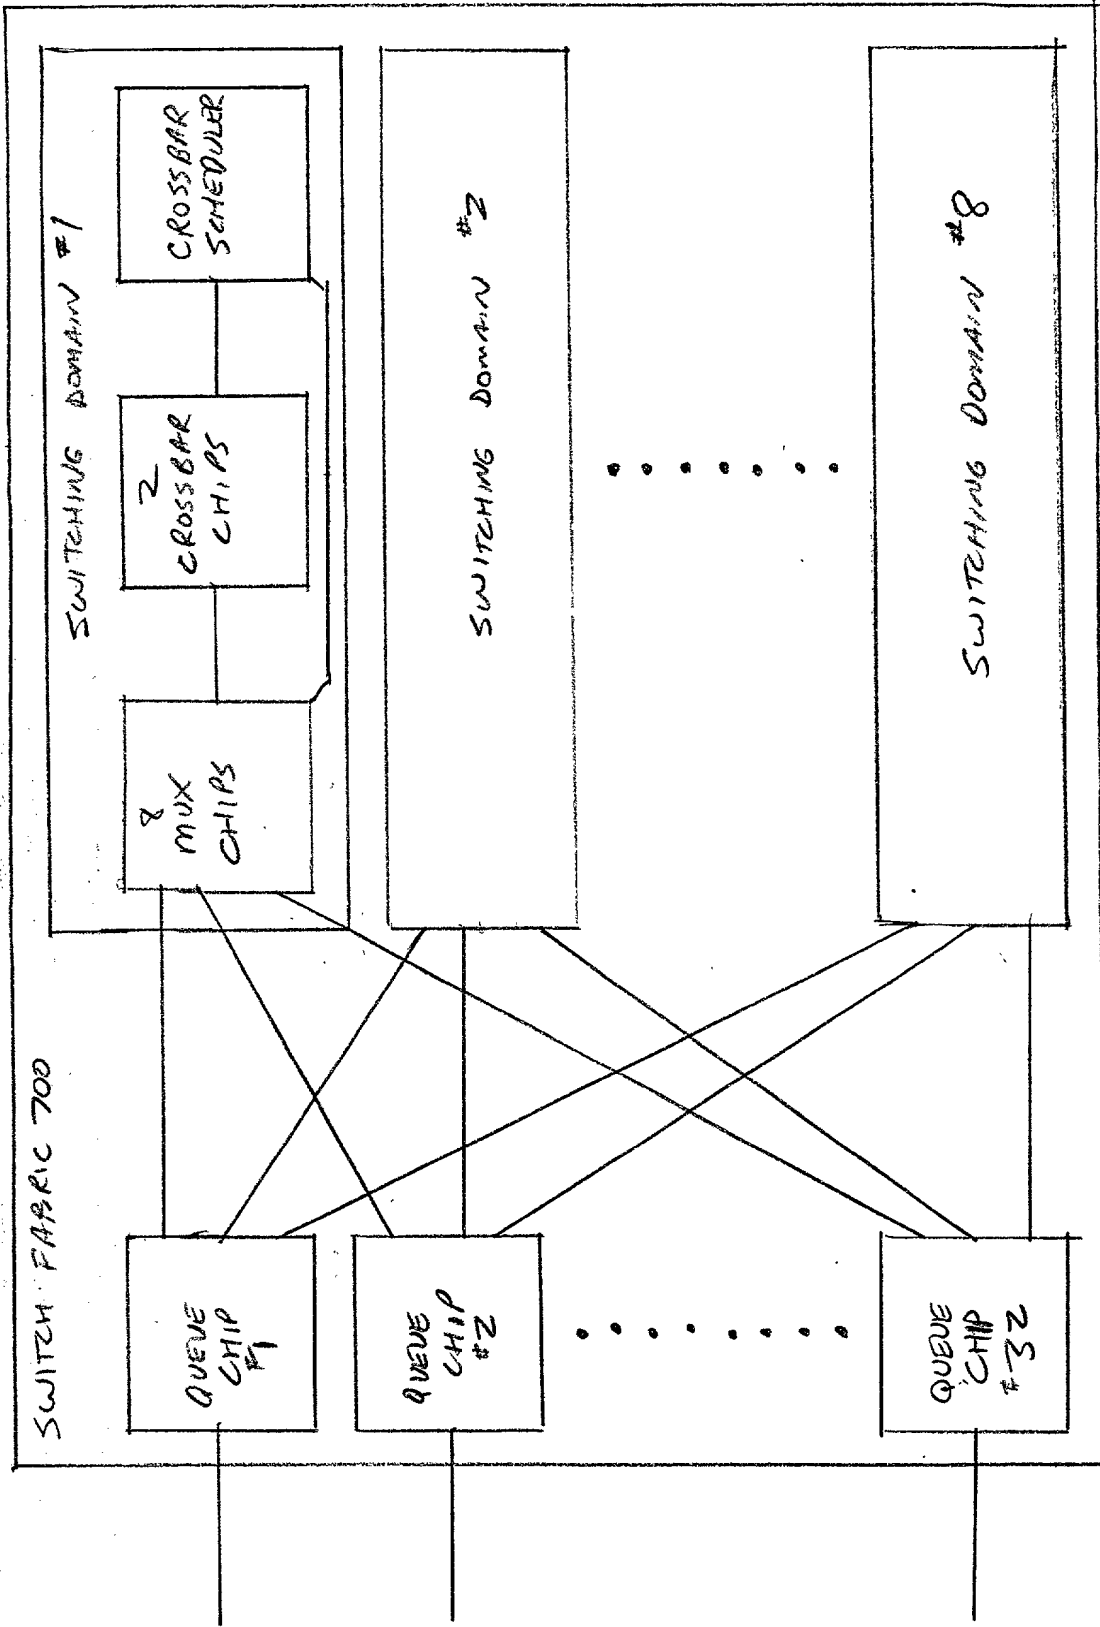 SWITCH FABRIC 700
SWITCHING DOMAIN #1
8
MUX
CHIPS
2
CROSSBAR
CHIPS
CROSSBAR
SCHEDULER
SWITCHING DOMAIN #2
SWITCHING DOMAIN #8
QUEUE
CHIP
#1
QUEUE
CHIP
#2
QUEUE
CHIP
#32